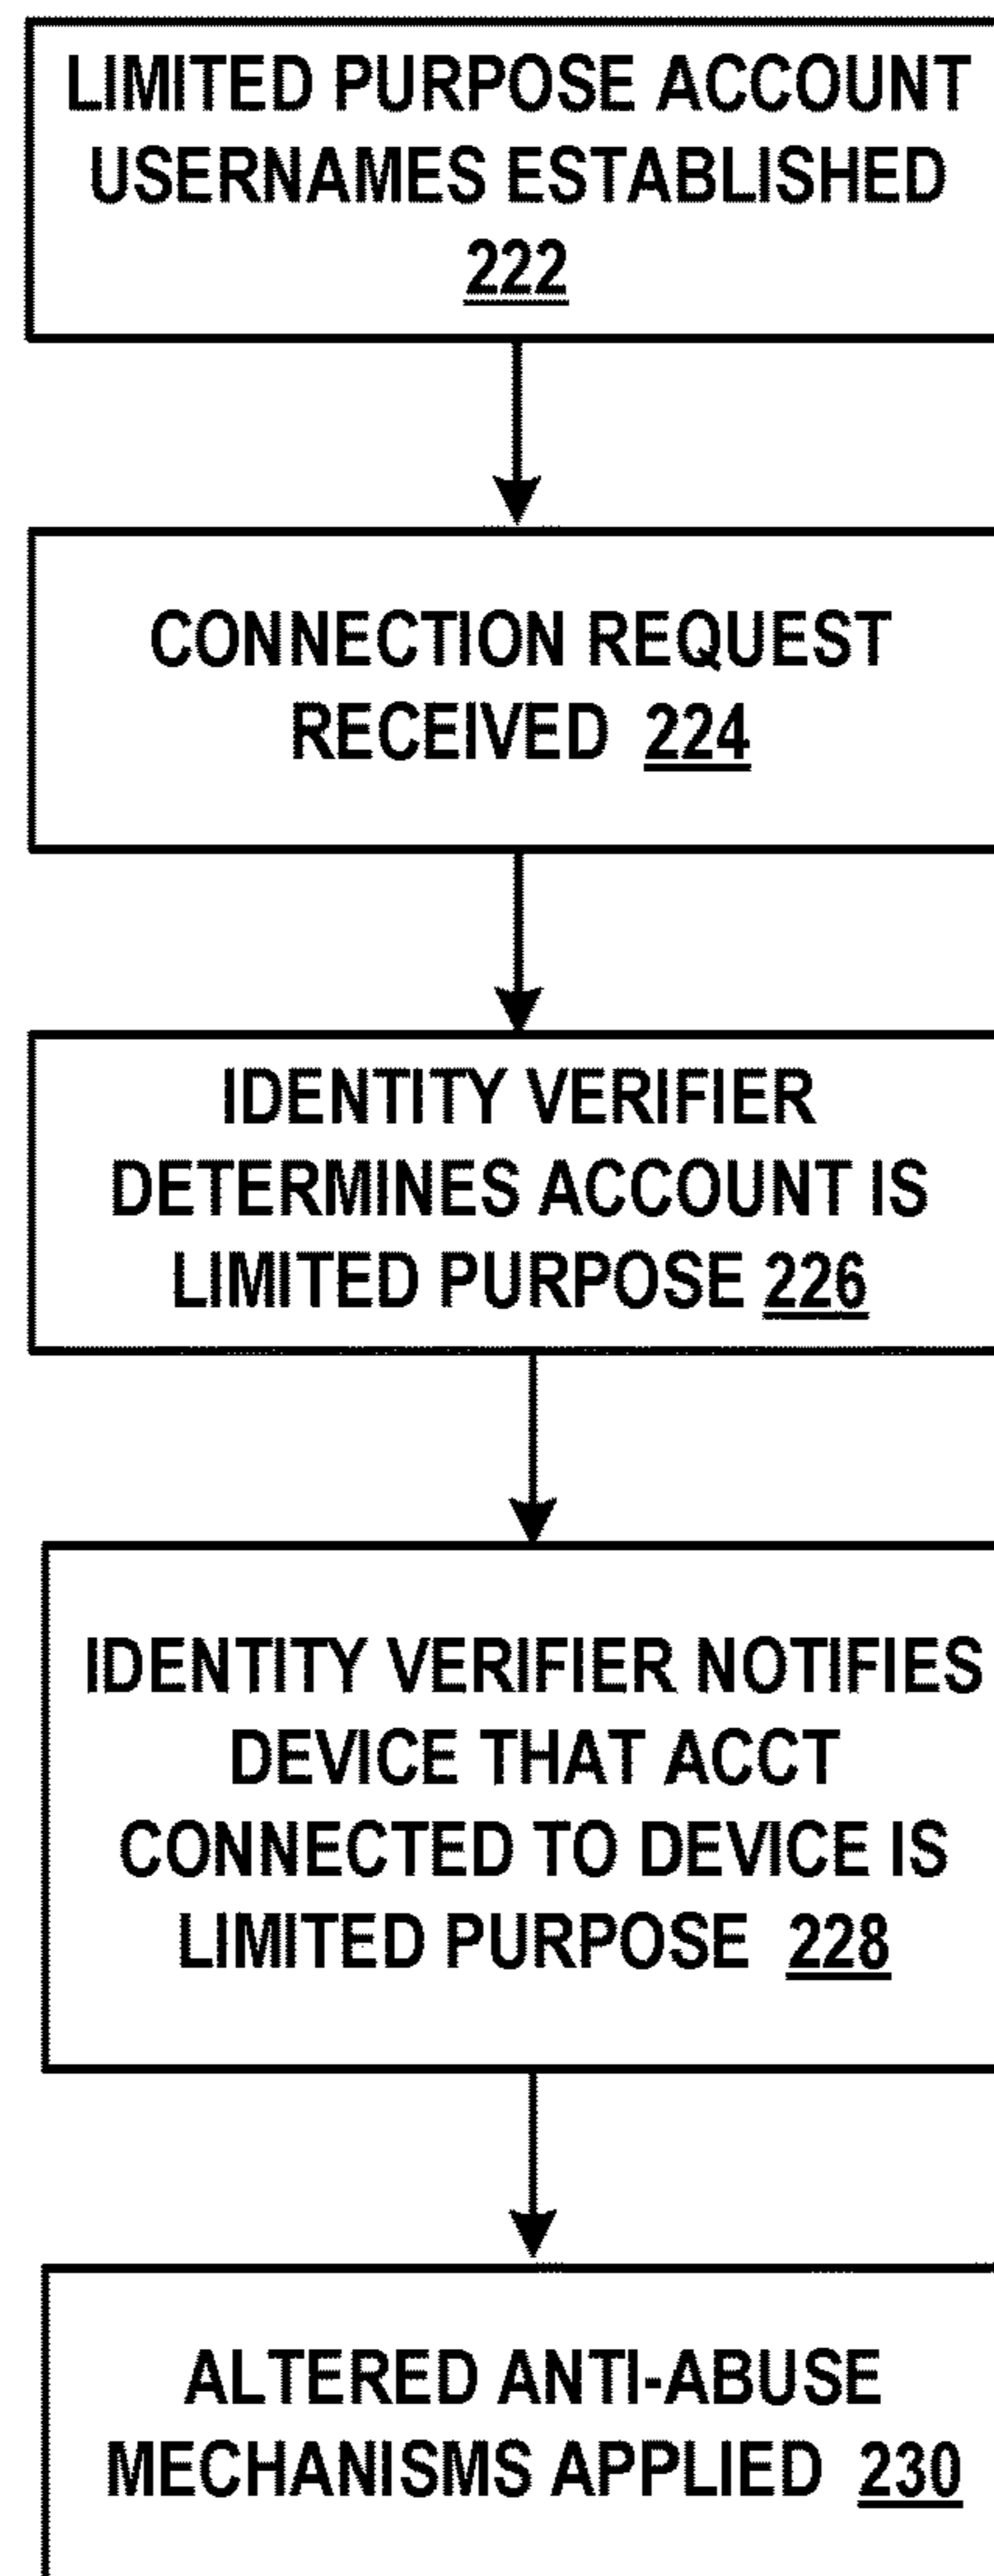 LIMITED PURPOSE ACCOUNT
USERNAMES ESTABLISHED
222
CONNECTION REQUEST
RECEIVED 224
IDENTITY VERIFIER
DETERMINES ACCOUNT IS
LIMITED PURPOSE 226
IDENTITY VERIFIER NOTIFIES
DEVICE THAT ACCT
CONNECTED TO DEVICE IS
LIMITED PURPOSE 228
ALTERED ANTI-ABUSE
MECHANISMS APPLIED 230